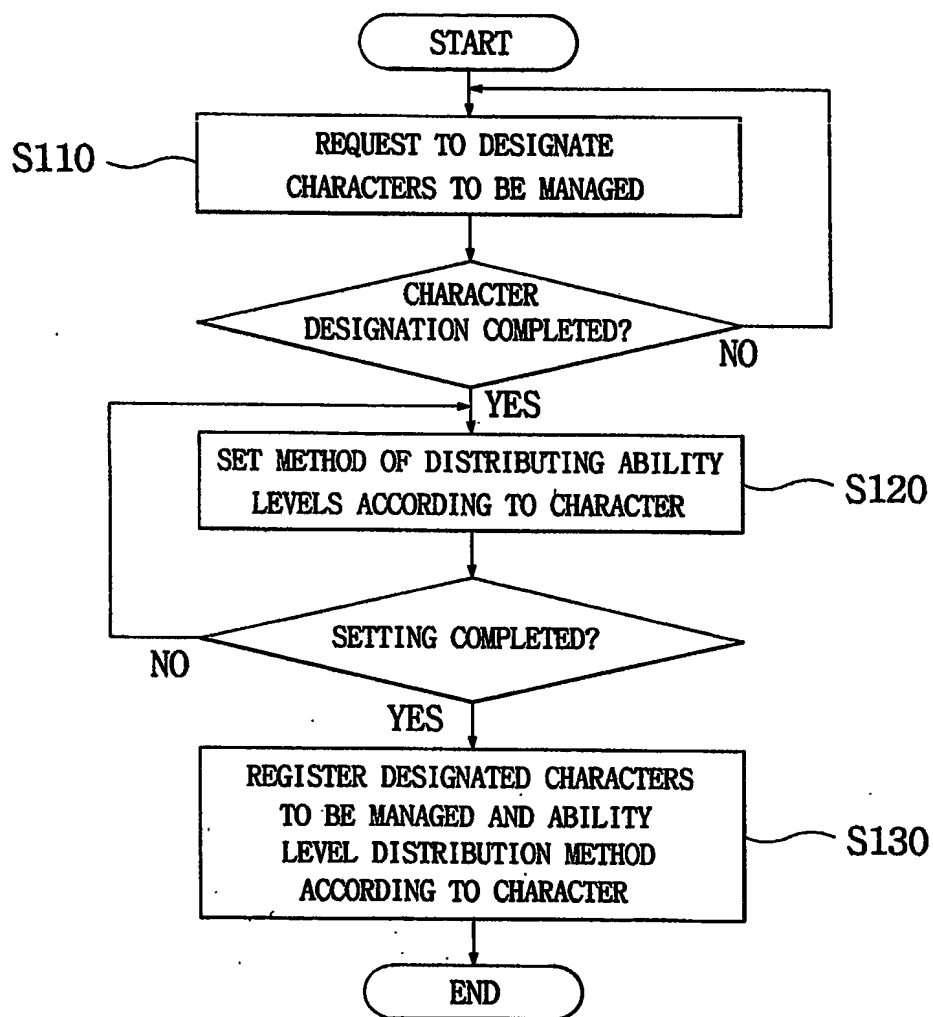 START
S110
REQUEST TO DESIGNATE
CHARACTERS TO BE MANAGED
CHARACTER
DESIGNATION COMPLETED?
NO
YES
SET METHOD OF DISTRIBUTING ABILITY
LEVELS ACCORDING TO CHARACTER
S120
SETTING COMPLETED?
NO
YES
REGISTER DESIGNATED CHARACTERS
TO BE MANAGED AND ABILITY
LEVEL DISTRIBUTION METHOD
ACCORDING TO CHARACTER
S130
END